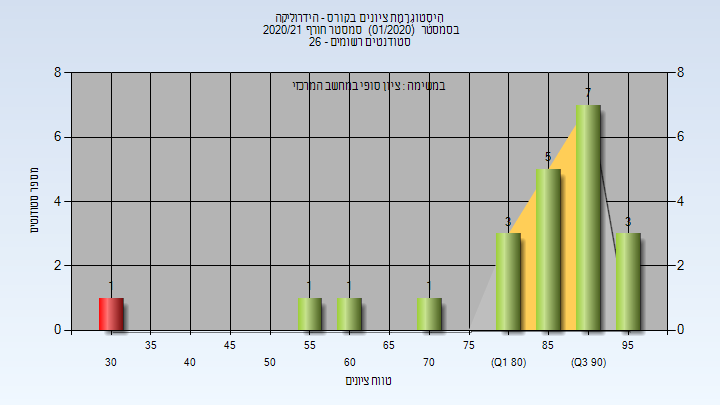 היסטוגרמת ציונים בקורס - הידרוליקה
בסמסטר (01/2020) סמסטר חורף 2020/21
סטודנטים רשומים - 26
במשימה : ציון סופי במחשב המרכזי
8 8
6 6
4 4
2 2
0 0
מספר סטודנטים
1 1 1 1 3 5 7 3
35 45 55 65 75 85 95
30 40 50 60 70 (Q1 80) (Q3 90)
טווח ציונים